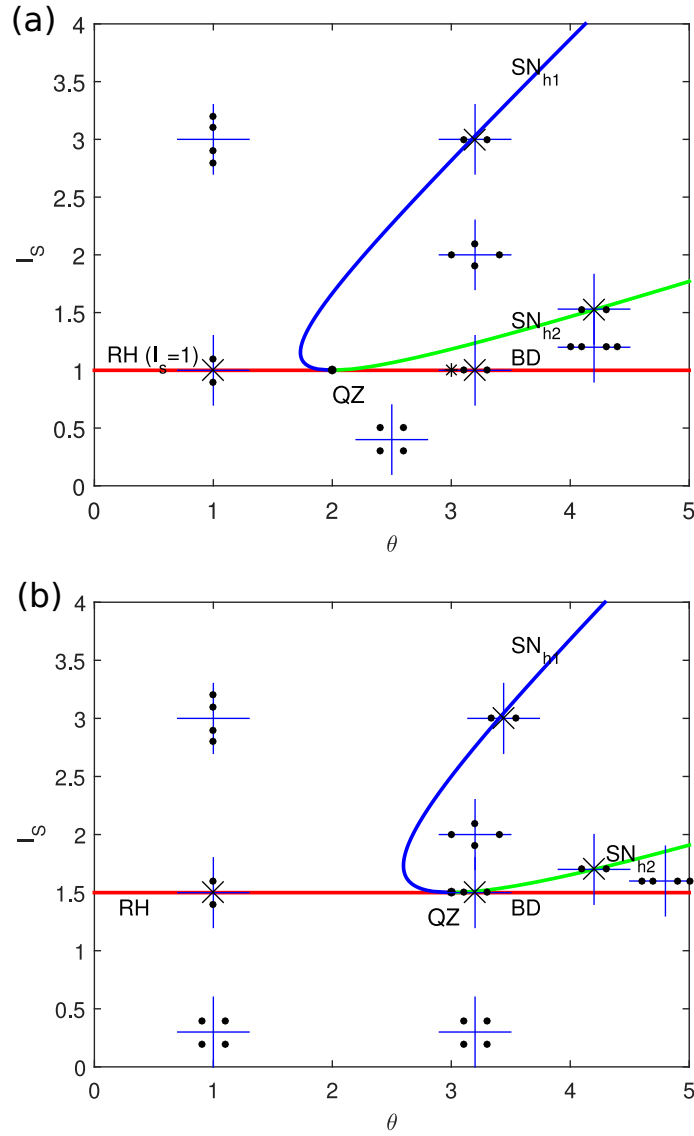 (a)
4
3.5
3
2.5
2
1.5
1
0.5
0
I_S
SN_h1
SN_h2
RH (I_s=1)
BD
QZ
0 1 2 3 4 5
θ
(b)
4
3.5
3
2.5
2
1.5
1
0.5
0
I_S
SN_h1
SN_h2
RH
QZ
BD
0 1 2 3 4 5
θ